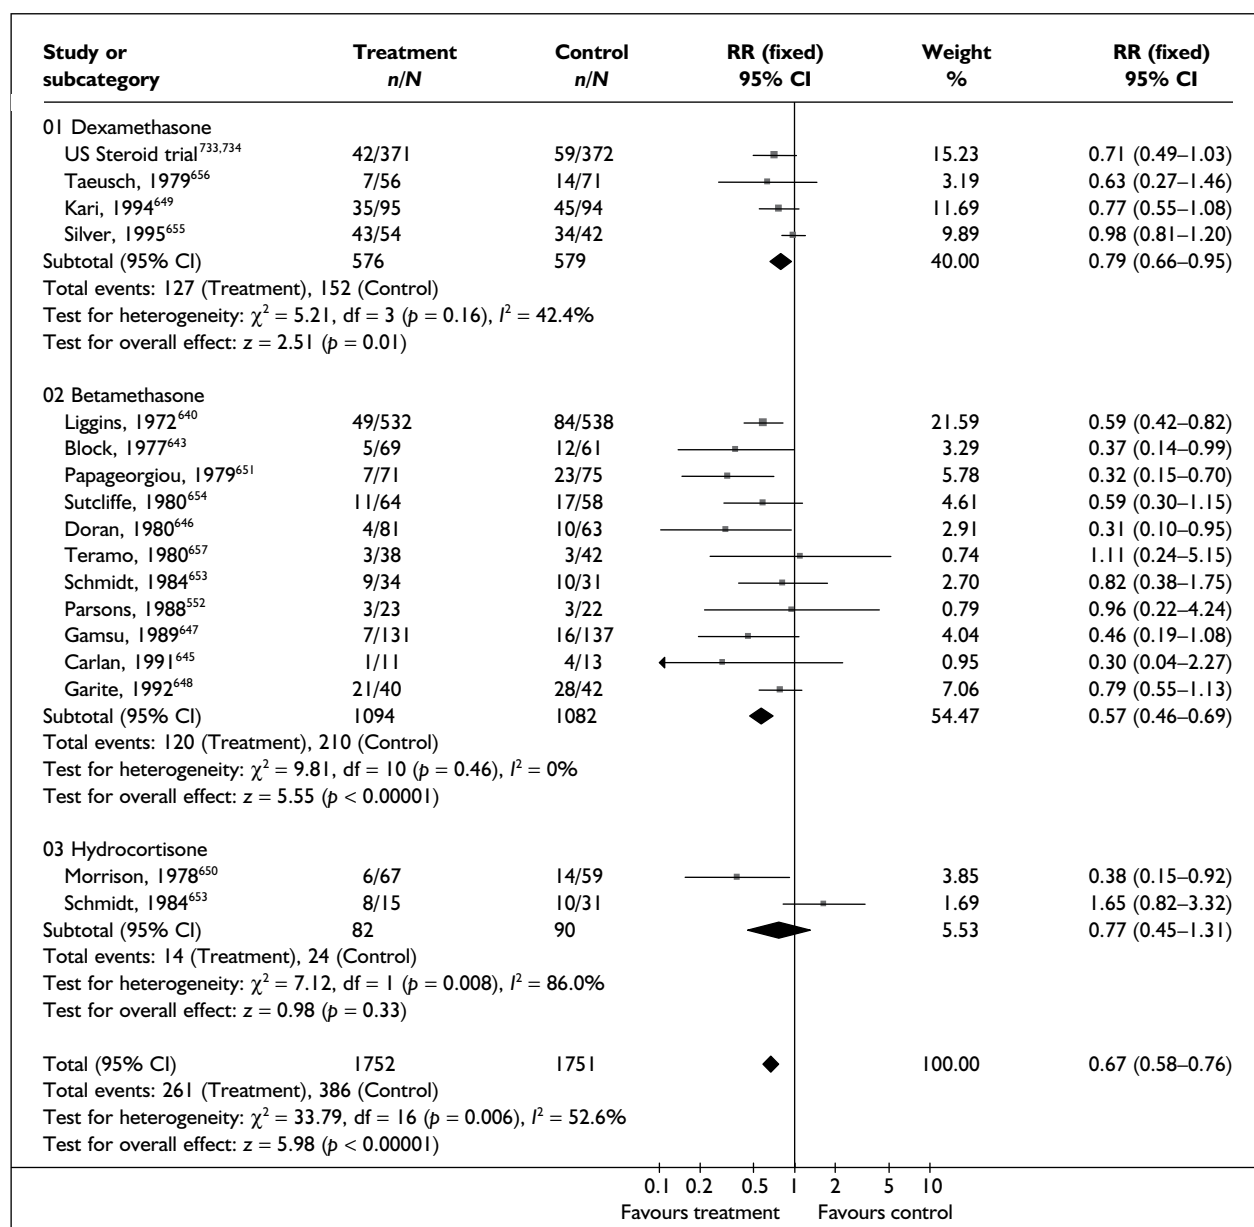 Study or subcategory Treatment n/N Control n/N RR (fixed) 95% CI Weight % RR (fixed) 95% CI
01 Dexamethasone
US Steroid trial733,734 42/371 59/372 15.23 0.71 (0.49–1.03)
Taeusch, 1979656 7/56 14/71 3.19 0.63 (0.27–1.46)
Kari, 1994649 35/95 45/94 11.69 0.77 (0.55–1.08)
Silver, 1995655 43/54 34/42 9.89 0.98 (0.81–1.20)
Subtotal (95% CI) 576 579 40.00 0.79 (0.66–0.95)
Total events: 127 (Treatment), 152 (Control)
Test for heterogeneity: χ2 = 5.21, df = 3 (p = 0.16), I2 = 42.4%
Test for overall effect: z = 2.51 (p = 0.01)
02 Betamethasone
Liggins, 1972640 49/532 84/538 21.59 0.59 (0.42–0.82)
Block, 1977643 5/69 12/61 3.29 0.37 (0.14–0.99)
Papageorgiou, 1979651 7/71 23/75 5.78 0.32 (0.15–0.70)
Sutcliffe, 1980654 11/64 17/58 4.61 0.59 (0.30–1.15)
Doran, 1980646 4/81 10/63 2.91 0.31 (0.10–0.95)
Teramo, 1980657 3/38 3/42 0.74 1.11 (0.24–5.15)
Schmidt, 1984653 9/34 10/31 2.70 0.82 (0.38–1.75)
Parsons, 1988552 3/23 3/22 0.79 0.96 (0.22–4.24)
Gamsu, 1989647 7/131 16/137 4.04 0.46 (0.19–1.08)
Carlan, 1991645 1/11 4/13 0.95 0.30 (0.04–2.27)
Garite, 1992648 21/40 28/42 7.06 0.79 (0.55–1.13)
Subtotal (95% CI) 1094 1082 54.47 0.57 (0.46–0.69)
Total events: 120 (Treatment), 210 (Control)
Test for heterogeneity: χ2 = 9.81, df = 10 (p = 0.46), I2 = 0%
Test for overall effect: z = 5.55 (p < 0.00001)
03 Hydrocortisone
Morrison, 1978650 6/67 14/59 3.85 0.38 (0.15–0.92)
Schmidt, 1984653 8/15 10/31 1.69 1.65 (0.82–3.32)
Subtotal (95% CI) 82 90 5.53 0.77 (0.45–1.31)
Total events: 14 (Treatment), 24 (Control)
Test for heterogeneity: χ2 = 7.12, df = 1 (p = 0.008), I2 = 86.0%
Test for overall effect: z = 0.98 (p = 0.33)
Total (95% CI) 1752 1751 100.00 0.67 (0.58–0.76)
Total events: 261 (Treatment), 386 (Control)
Test for heterogeneity: χ2 = 33.79, df = 16 (p = 0.006), I2 = 52.6%
Test for overall effect: z = 5.98 (p < 0.00001)
0.1 0.2 0.5 1 2 5 10
Favours treatment Favours control